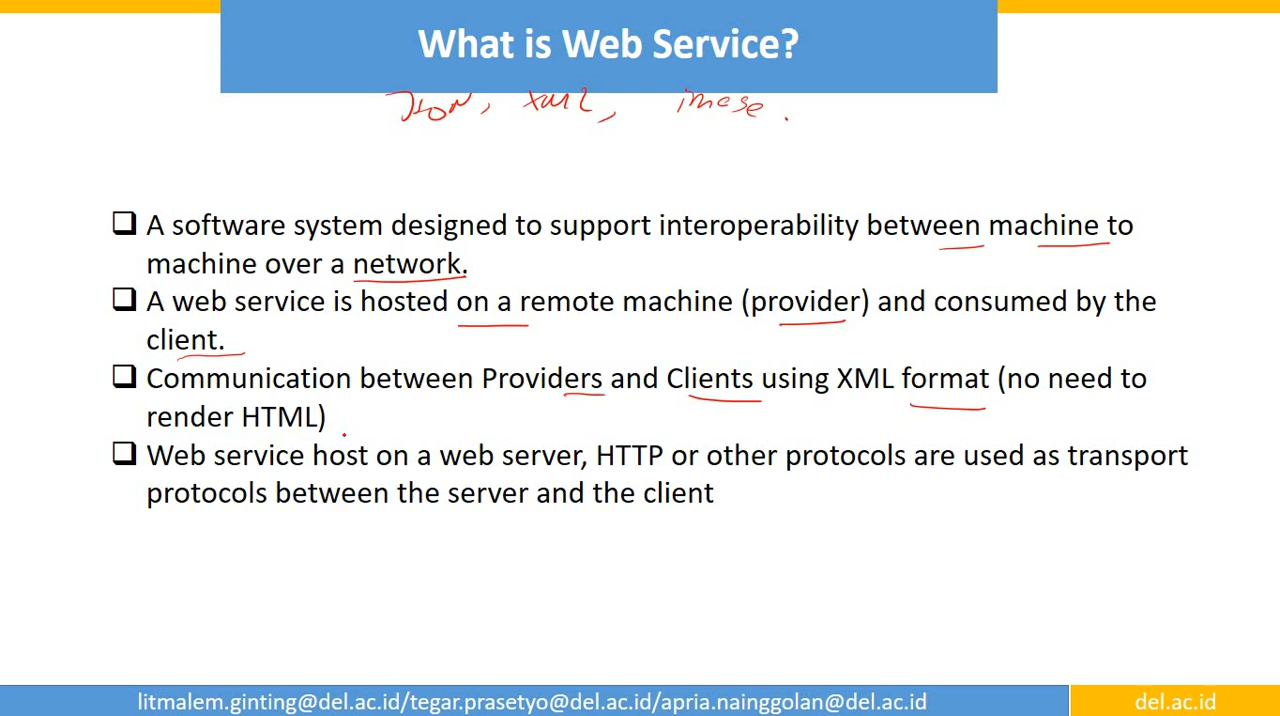 What is Web Service?
Json, xml, image.
❑ A software system designed to support interoperability between machine to
machine over a network.
❑ A web service is hosted on a remote machine (provider) and consumed by the
client.
❑ Communication between Providers and Clients using XML format (no need to
render HTML)
❑ Web service host on a web server, HTTP or other protocols are used as transport
protocols between the server and the client
litmalem.ginting@del.ac.id/tegar.prasetyo@del.ac.id/apria.nainggolan@del.ac.id
del.ac.id